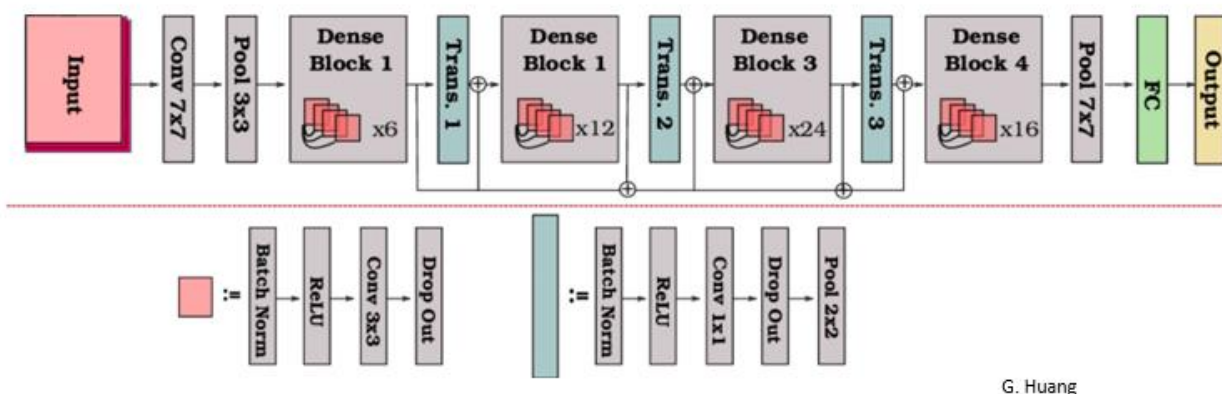 Input
Conv 7x7
Pool 3x3
Dense
Block 1
x6
Trans. 1
Dense
Block 1
x12
Trans. 2
Dense
Block 3
x24
Trans. 3
Dense
Block 4
x16
Pool 7x7
FC
Output
::=
Batch Norm
ReLU
Conv 3x3
Drop Out
::=
Batch Norm
ReLU
Conv 1x1
Drop Out
Pool 2x2
G. Huang